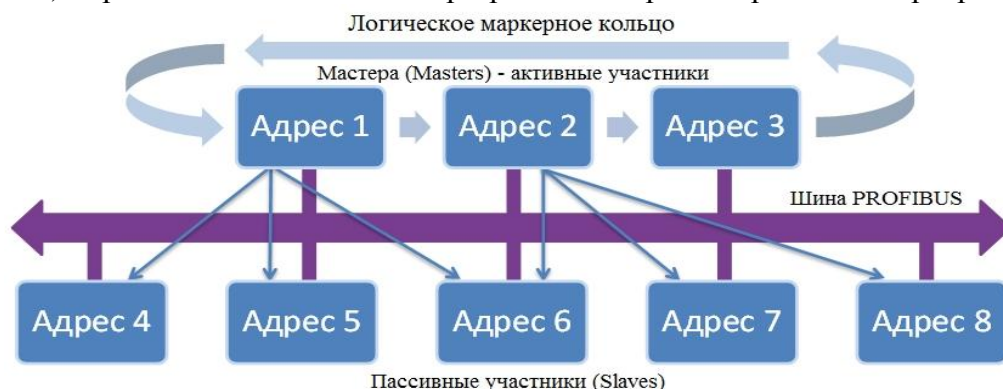 Логическое маркерное кольцо
Мастера (Masters) - активные участники
Адрес 1
Адрес 2
Адрес 3
Шина PROFIBUS
Адрес 4
Адрес 5
Адрес 6
Адрес 7
Адрес 8
Пассивные участники (Slaves)